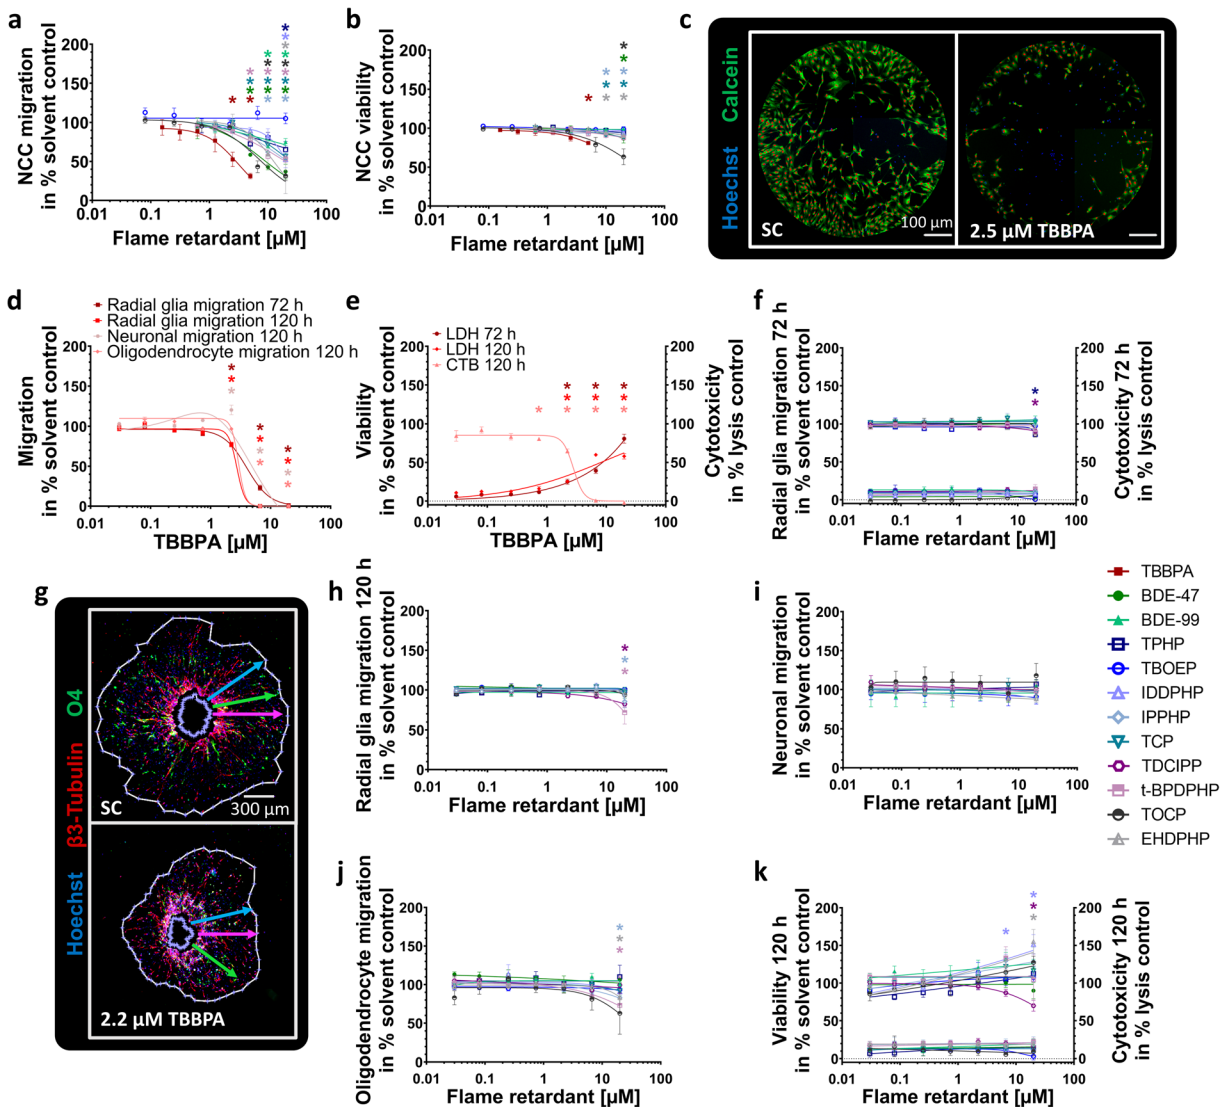 a
NCC migration
in % solvent control
200
150
100
50
0
0.01
0.1
1
10
100
Flame retardant [µM]
b
NCC viability
in % solvent control
200
150
100
50
0
0.01
0.1
1
10
100
Flame retardant [µM]
c
Hoechst Calcein
SC
100 µm
2.5 µM TBBPA
d
Radial glia migration 72 h
Radial glia migration 120 h
Neuronal migration 120 h
Oligodendrocyte migration 120 h
Migration
in % solvent control
200
150
100
50
0
0.01
0.1
1
10
100
TBBPA [µM]
e
LDH 72 h
LDH 120 h
CTB 120 h
Viability
in % solvent control
200
150
100
50
0
Cytotoxicity
in % lysis control
200
150
100
50
0
0.01
0.1
1
10
100
TBBPA [µM]
f
Radial glia migration 72 h
in % solvent control
200
150
100
50
0
Cytotoxicity 72 h
in % lysis control
200
150
100
50
0
0.01
0.1
1
10
100
Flame retardant [µM]
g
Hoechst β3-Tubulin O4
SC
300 µm
2.2 µM TBBPA
h
Radial glia migration 120 h
in % solvent control
200
150
100
50
0
0.01
0.1
1
10
100
Flame retardant [µM]
i
Neuronal migration
in % solvent control
200
150
100
50
0
0.01
0.1
1
10
100
Flame retardant [µM]
TBBPA
BDE-47
BDE-99
TPHP
TBOEP
IDDPHP
IPPHP
TCP
TDCIPP
t-BPDPHP
TOCP
EHDPHP
j
Oligodendrocyte migration
in % solvent control
200
150
100
50
0
0.01
0.1
1
10
100
Flame retardant [µM]
k
Viability 120 h
in % solvent control
200
150
100
50
0
Cytotoxicity 120 h
in % lysis control
200
150
100
50
0
0.01
0.1
1
10
100
Flame retardant [µM]